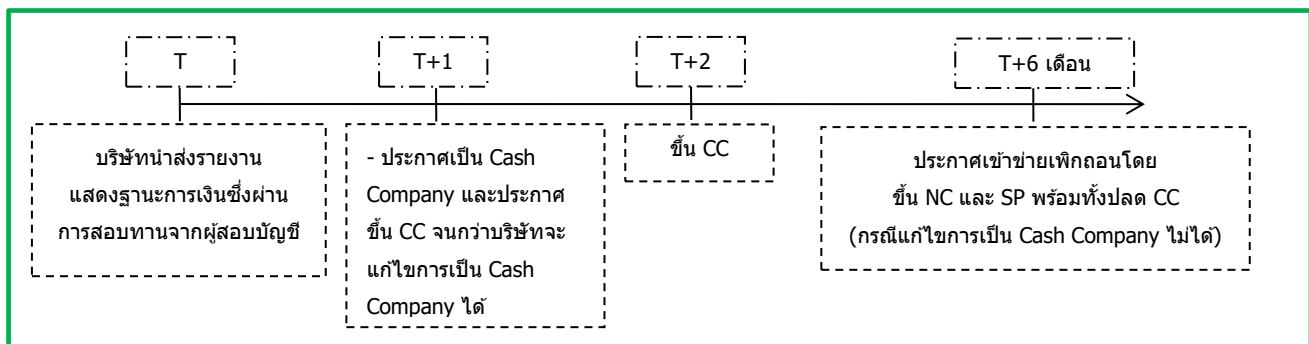 T
T+1
T+2
T+6 เดือน
บริษัทนำส่งรายงาน
แสดงฐานะการเงินซึ่งผ่าน
การสอบทานจากผู้สอบบัญชี
- ประกาศเป็น Cash
Company และประกาศ
ขึ้น CC จนกว่าบริษัทจะ
แก้ไขการเป็น Cash
Company ได้
ขึ้น CC
ประกาศเข้าข่ายเพิกถอนโดย
ขึ้น NC และ SP พร้อมทั้งปลด CC
(กรณีแก้ไขการเป็น Cash Company ไม่ได้)